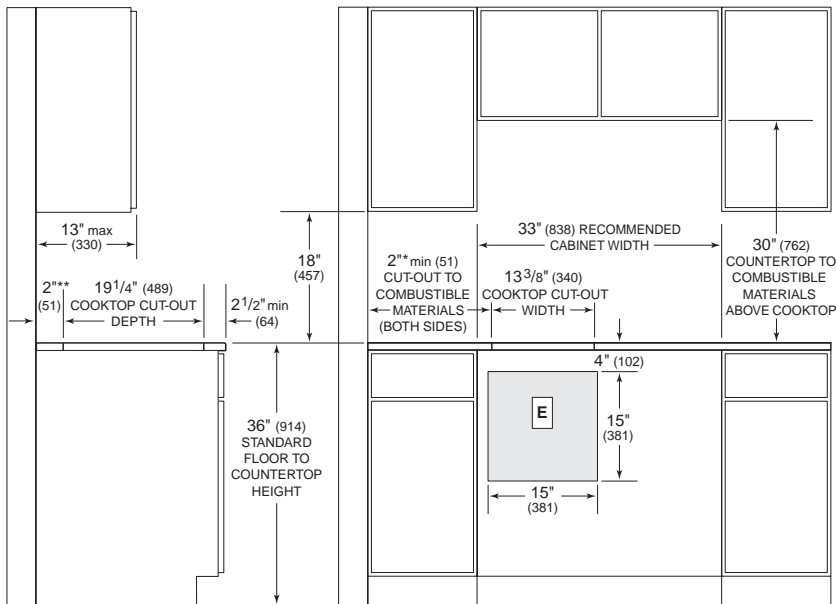 13" max
(330)
18"
(457)
33" (838) RECOMMENDED
CABINET WIDTH
30" (762)
COUNTERTOP TO
COMBUSTIBLE
MATERIALS
ABOVE COOKTOP
2"**
(51)
19 1/4" (489)
COOKTOP CUT-OUT
DEPTH
2 1/2" min
(64)
2"* min (51)
CUT-OUT TO
COMBUSTIBLE
MATERIALS
(BOTH SIDES)
13 3/8" (340)
COOKTOP CUT-OUT
WIDTH
4" (102)
36" (914)
STANDARD
FLOOR TO
COUNTERTOP
HEIGHT
E
15"
(381)
15"
(381)